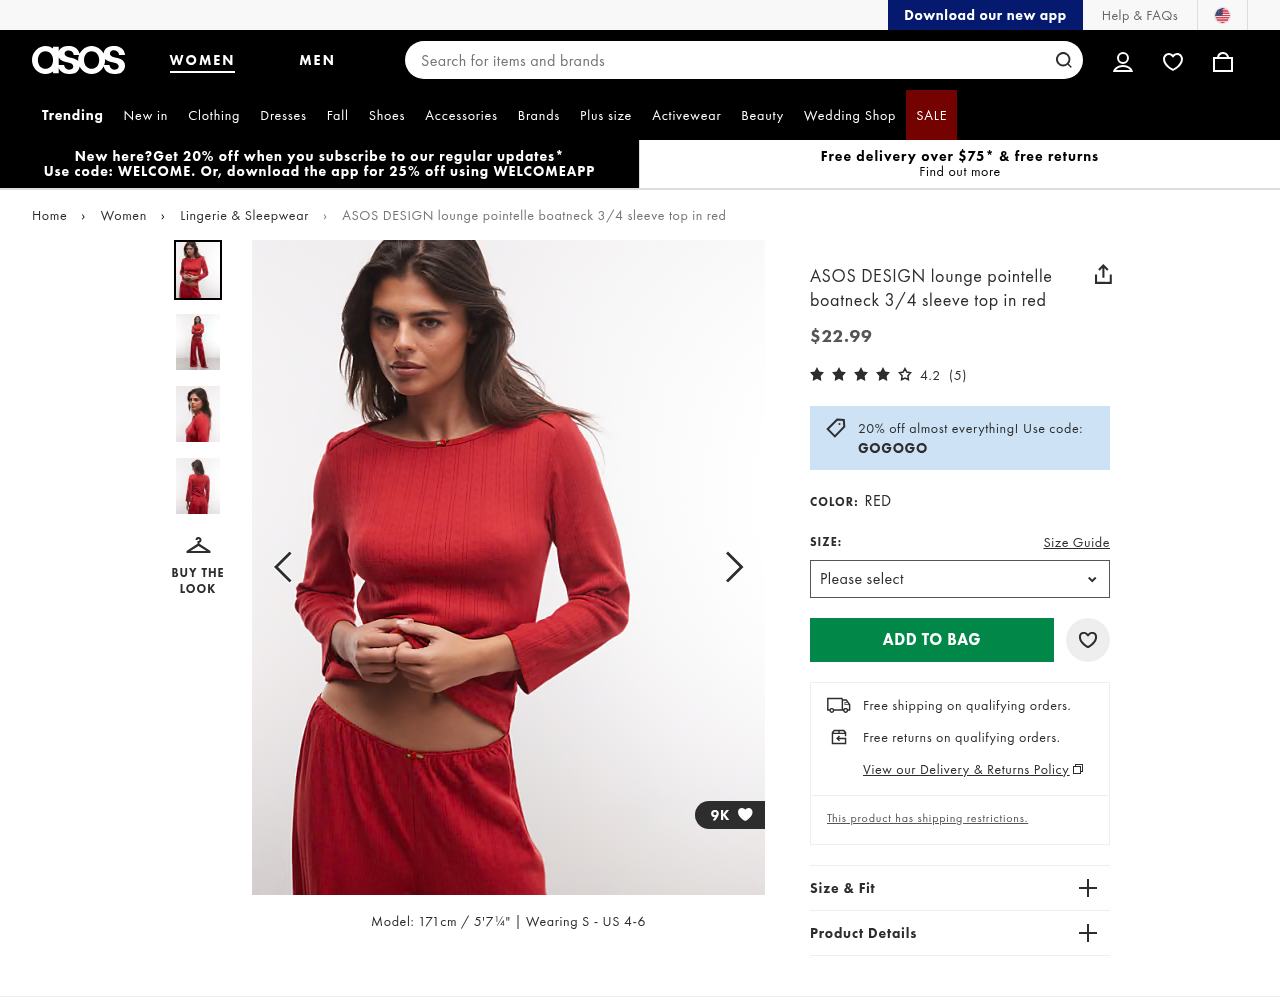 Download our new app
Help & FAQs
asos
WOMEN
MEN
Search for items and brands
Trending
New in
Clothing
Dresses
Fall
Shoes
Accessories
Brands
Plus size
Activewear
Beauty
Wedding Shop
SALE
New here?Get 20% off when you subscribe to our regular updates*
Use code: WELCOME. Or, download the app for 25% off using WELCOMEAPP
Free delivery over $75* & free returns
Find out more
Home › Women › Lingerie & Sleepwear › ASOS DESIGN lounge pointelle boatneck 3/4 sleeve top in red
BUY THE
LOOK
9K
Model: 171cm / 5'7¼" | Wearing S - US 4-6
ASOS DESIGN lounge pointelle
boatneck 3/4 sleeve top in red
$22.99
4.2 (5)
20% off almost everything! Use code:
GOGOGO
COLOR: RED
SIZE:
Size Guide
Please select
ADD TO BAG
Free shipping on qualifying orders.
Free returns on qualifying orders.
View our Delivery & Returns Policy
This product has shipping restrictions.
Size & Fit
Product Details